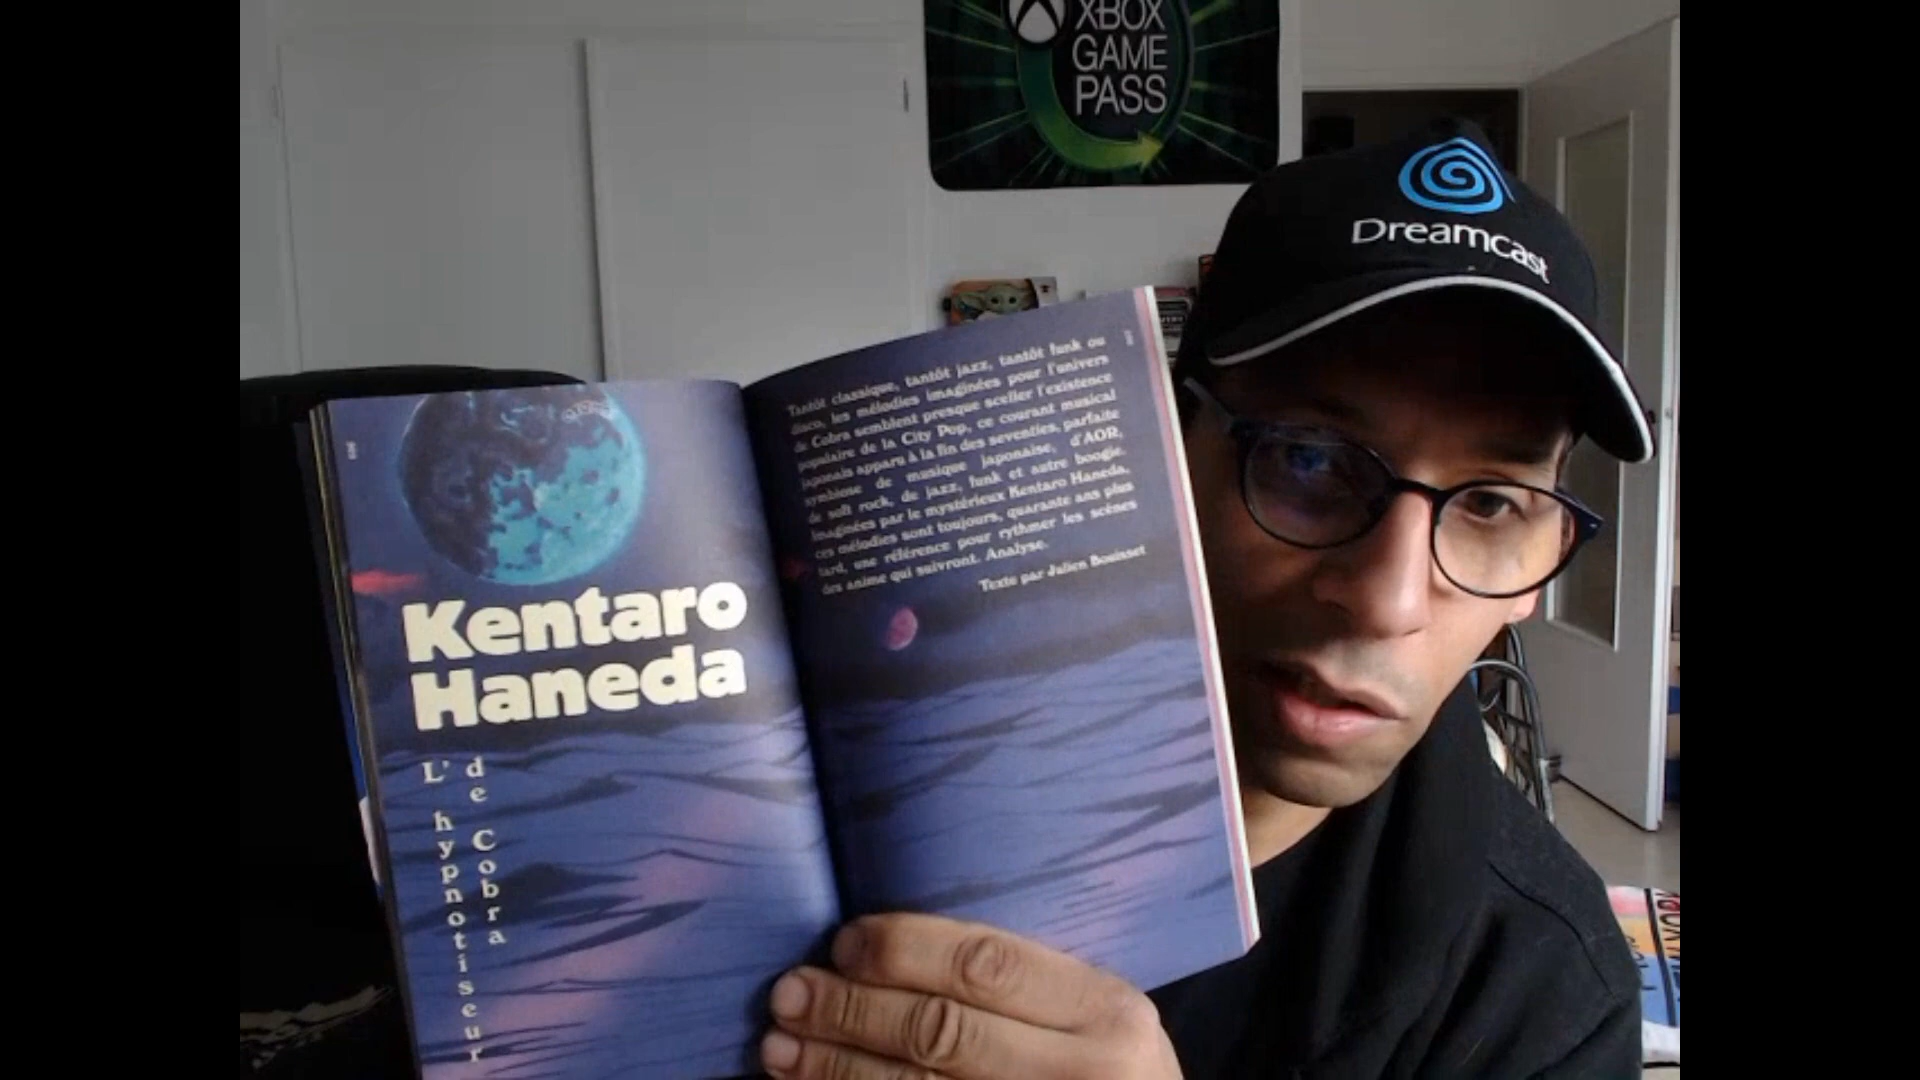 XBOX
GAME
PASS
Dreamcast
Kentaro
Haneda
L'hypnotiseur
de Cobra
Tantôt classique, tantôt jazz, tantôt funk ou
disco, les mélodies imaginées pour l'univers
de Cobra semblent presque sceller l'existence
populaire de la City Pop, ce courant musical
japonais apparu à la fin des seventies, parfaite
symbiose de musique japonaise, d'AOR,
de soft rock, de jazz, funk et autre boogie.
Imaginées par le mystérieux Kentaro Haneda,
ces mélodies sont toujours, quarante ans plus
tard, une référence pour rythmer les scènes
des anime qui suivront. Analyse.
Texte par Julien Bouisset